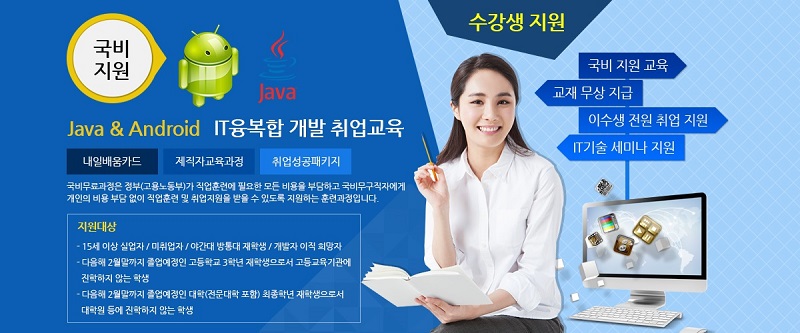 국비
지원
Java
Java & Android IT융복합 개발 취업교육
내일배움카드
제직자교육과정
취업성공패키지
국비무료과정은 정부(고용노동부)가 직업훈련에 필요한 모든 비용을 부담하고 국비무구직자에게
개인의 비용 부담 없이 직업훈련 및 취업지원을 받을 수 있도록 지원하는 훈련과정입니다.
지원대상
- 15세 이상 실업자 / 미취업자 / 야간대 방통대 재학생 / 개발자 이직 희망자
- 다음해 2월말까지 졸업예정인 고등학교 3학년 재학생으로서 고등교육기관에
진학하지 않는 학생
- 다음해 2월말까지 졸업예정인 대학(전문대학 포함) 최종학년 재학생으로서
대학원 등에 진학하지 않는 학생
수강생 지원
국비 지원 교육
교재 무상 지급
이수생 전원 취업 지원
IT기술 세미나 지원